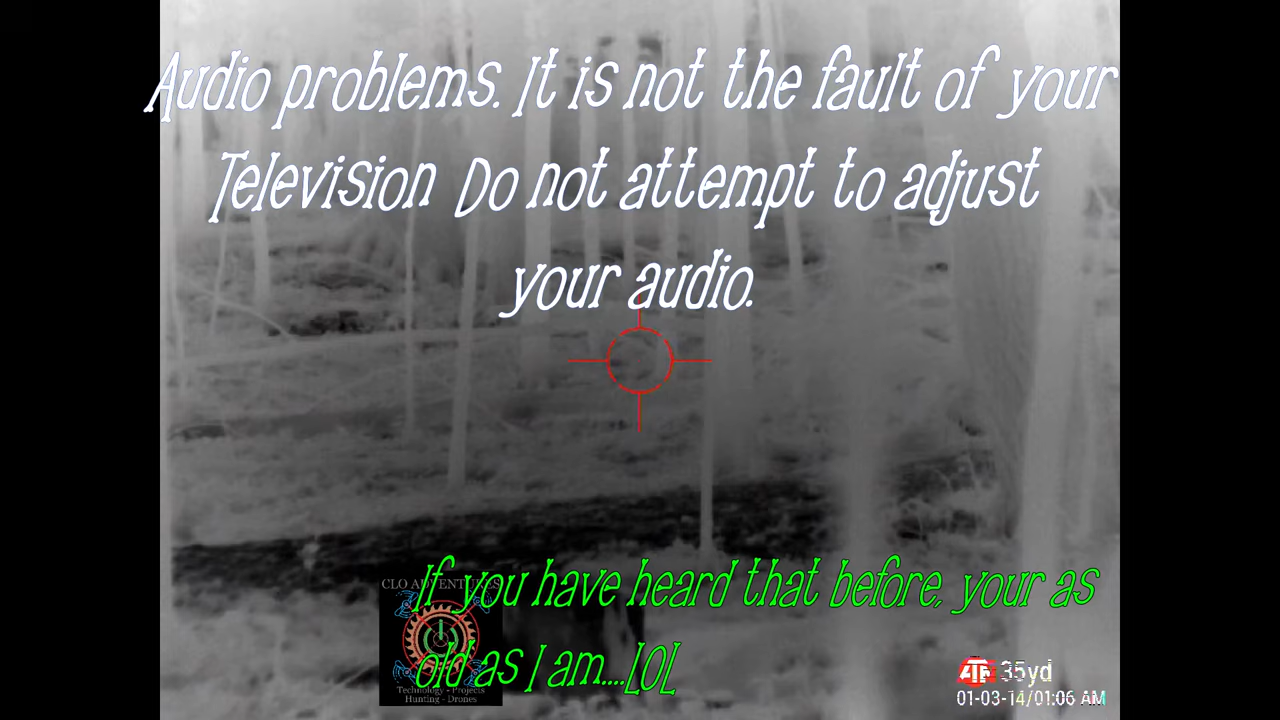 Audio problems. It is not the fault of your
Television Do not attempt to adjust
your audio.
If you have heard that before, your as
old as I am....LOL
CLO ADVENTURES
Technology - Projects
Hunting - Drones
ATN 35yd
01-03-14/01:06 AM